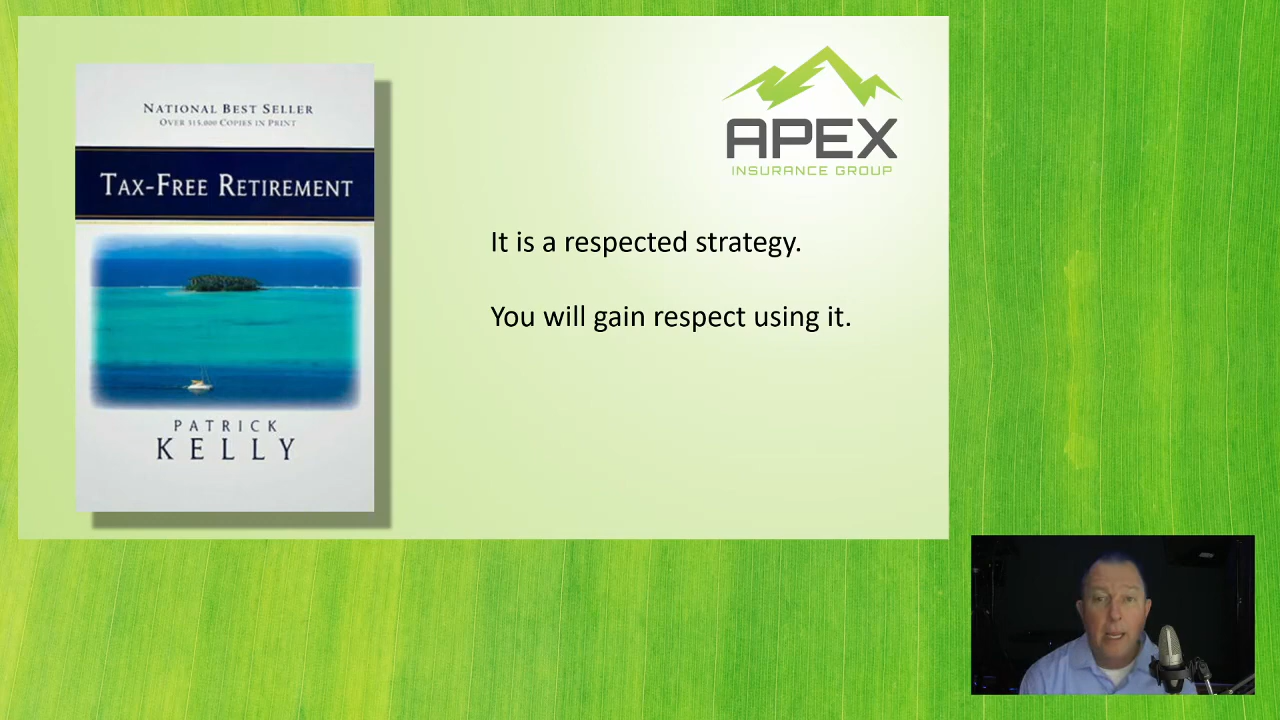 NATIONAL BEST SELLER
OVER 315,000 COPIES IN PRINT
TAX-FREE RETIREMENT
PATRICK
KELLY
APEX
INSURANCE GROUP
It is a respected strategy.
You will gain respect using it.